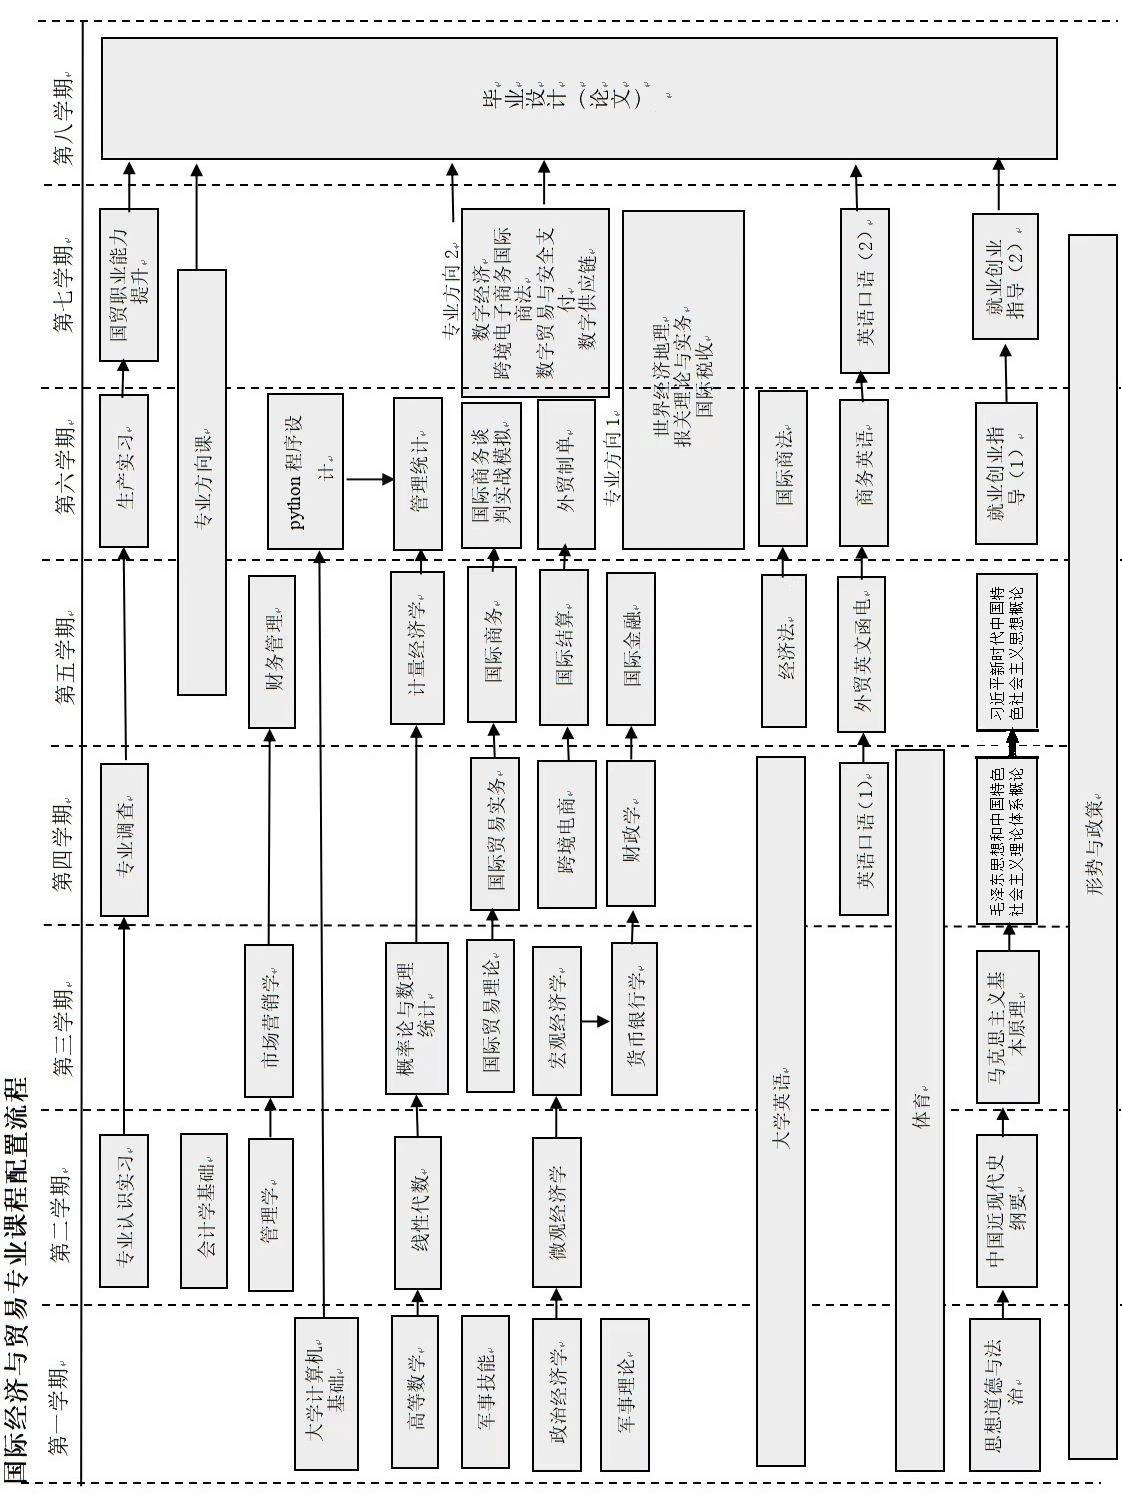 国际经济与贸易专业课程配置流程
第一学期
第二学期
第三学期
第四学期
第五学期
第六学期
第七学期
第八学期
专业认识实习
专业调查
生产实习
国贸职业能力
提升
会计学基础
专业方向课
管理学
市场营销学
财务管理
大学计算机
基础
python 程序设
计
高等数学
线性代数
概率论与数理
统计
计量经济学
管理统计
军事技能
国际贸易理论
国际贸易实务
国际商务
国际商务谈
判实战模拟
专业方向 2
数字经济
跨境电子商务国际
商法
数字贸易与安全支
付
数字供应链
政治经济学
微观经济学
宏观经济学
跨境电商
国际结算
外贸制单
军事理论
货币银行学
财政学
国际金融
专业方向 1
世界经济地理
报关理论与实务
国际税收
大学英语
经济法
国际商法
英语口语(1)
外贸英文函电
商务英语
英语口语（2）
体育
思想道德与法
治
中国近现代史
纲要
马克思主义基
本原理
毛泽东思想和中国特色
社会主义理论体系概论
习近平新时代中国特
色社会主义思想概论
就业创业指
导（1）
就业创业
指导（2）
形势与政策
毕业设计（论文）